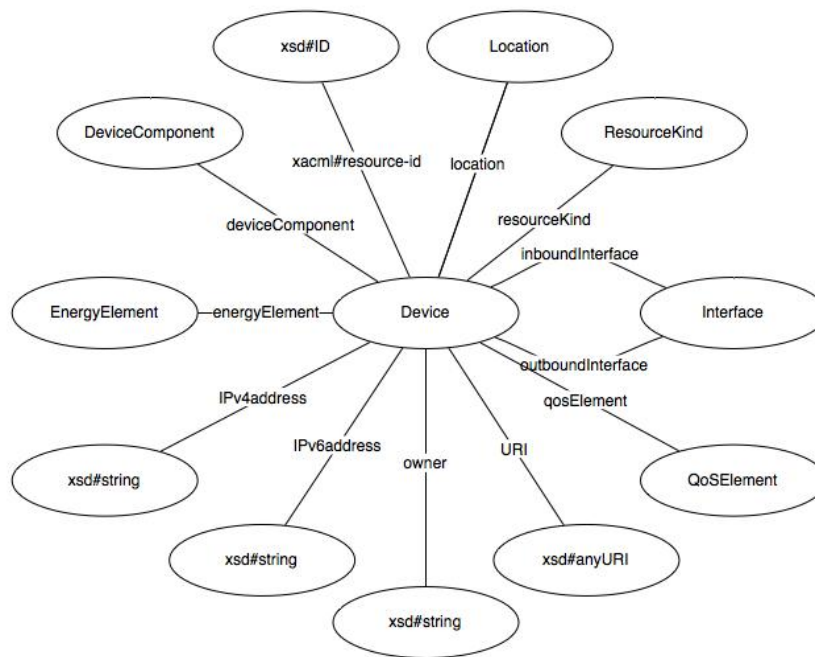 xsd#ID
Location
DeviceComponent
ResourceKind
xacml#resource-id
location
deviceComponent
resourceKind
inboundInterface
EnergyElement
energyElement
Device
Interface
outboundInterface
IPv4address
qosElement
IPv6address
owner
URI
xsd#string
QoSElement
xsd#string
xsd#anyURI
xsd#string